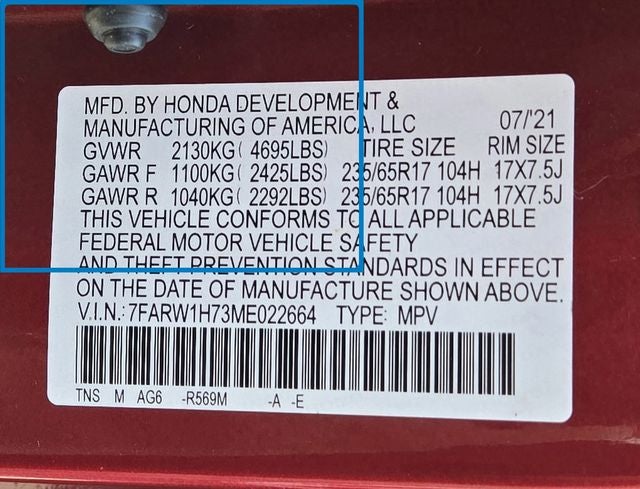 MFD. BY HONDA DEVELOPMENT &
MANUFACTURING OF AMERICA, LLC 07/'21
GVWR 2130KG( 4695LBS) TIRE SIZE RIM SIZE
GAWR F 1100KG( 2425LBS) 235/65R17 104H 17X7.5J
GAWR R 1040KG( 2292LBS) 235/65R17 104H 17X7.5J
THIS VEHICLE CONFORMS TO ALL APPLICABLE
FEDERAL MOTOR VEHICLE SAFETY
AND THEFT PREVENTION STANDARDS IN EFFECT
ON THE DATE OF MANUFACTURE SHOWN ABOVE.
V.I.N.: 7FARW1H73ME022664 TYPE: MPV
TNS M AG6 -R569M -A -E